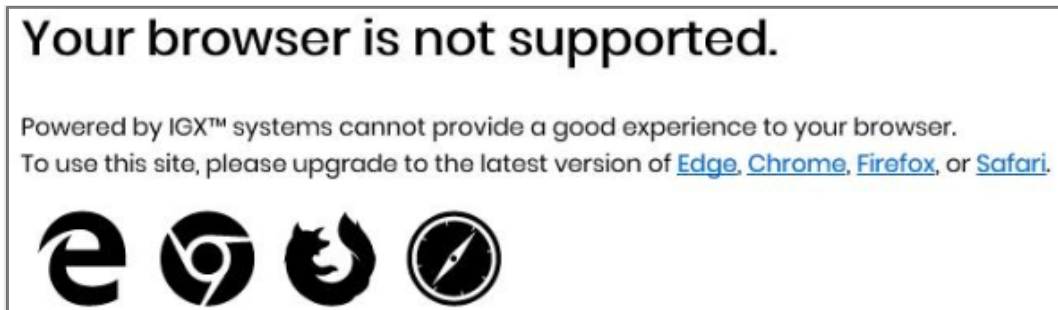 Your browser is not supported.
Powered by IGX™ systems cannot provide a good experience to your browser.
To use this site, please upgrade to the latest version of Edge, Chrome, Firefox, or Safari.